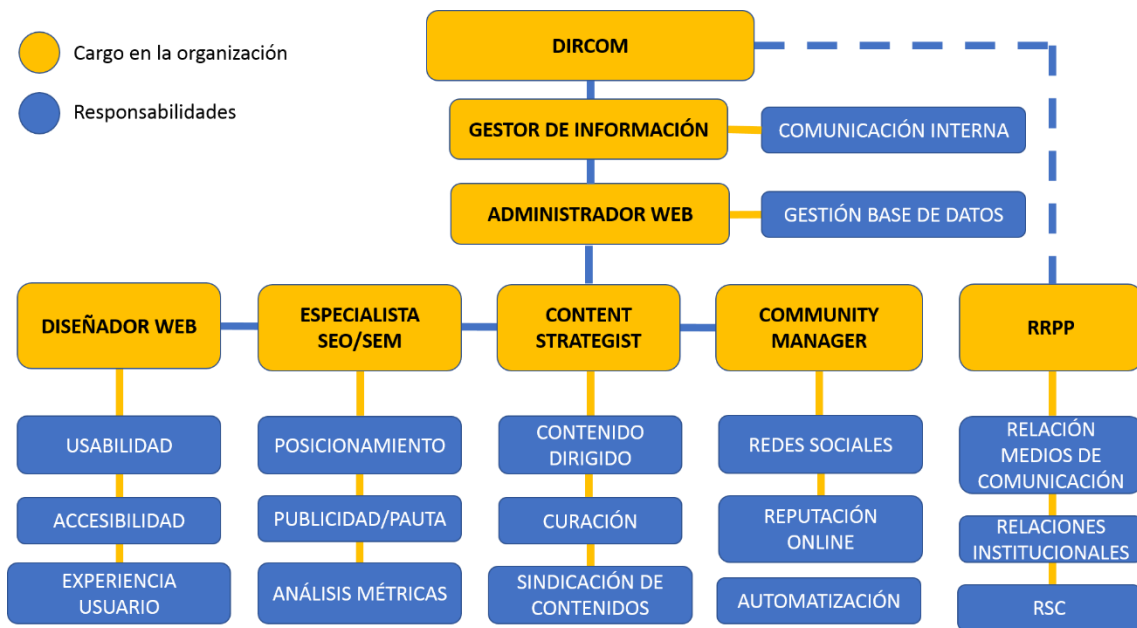 Cargo en la organización
Responsabilidades
DIRCOM
GESTOR DE INFORMACIÓN
COMUNICACIÓN INTERNA
ADMINISTRADOR WEB
GESTIÓN BASE DE DATOS
DISEÑADOR WEB
ESPECIALISTA
SEO/SEM
CONTENT
STRATEGIST
COMMUNITY
MANAGER
RRPP
USABILIDAD
ACCESIBILIDAD
EXPERIENCIA
USUARIO
POSICIONAMIENTO
PUBLICIDAD/PAUTA
ANÁLISIS MÉTRICAS
CONTENIDO
DIRIGIDO
CURACIÓN
SINDICACIÓN DE
CONTENIDOS
REDES SOCIALES
REPUTACIÓN
ONLINE
AUTOMATIZACIÓN
RELACIÓN
MEDIOS DE
COMUNICACIÓN
RELACIONES
INSTITUCIONALES
RSC